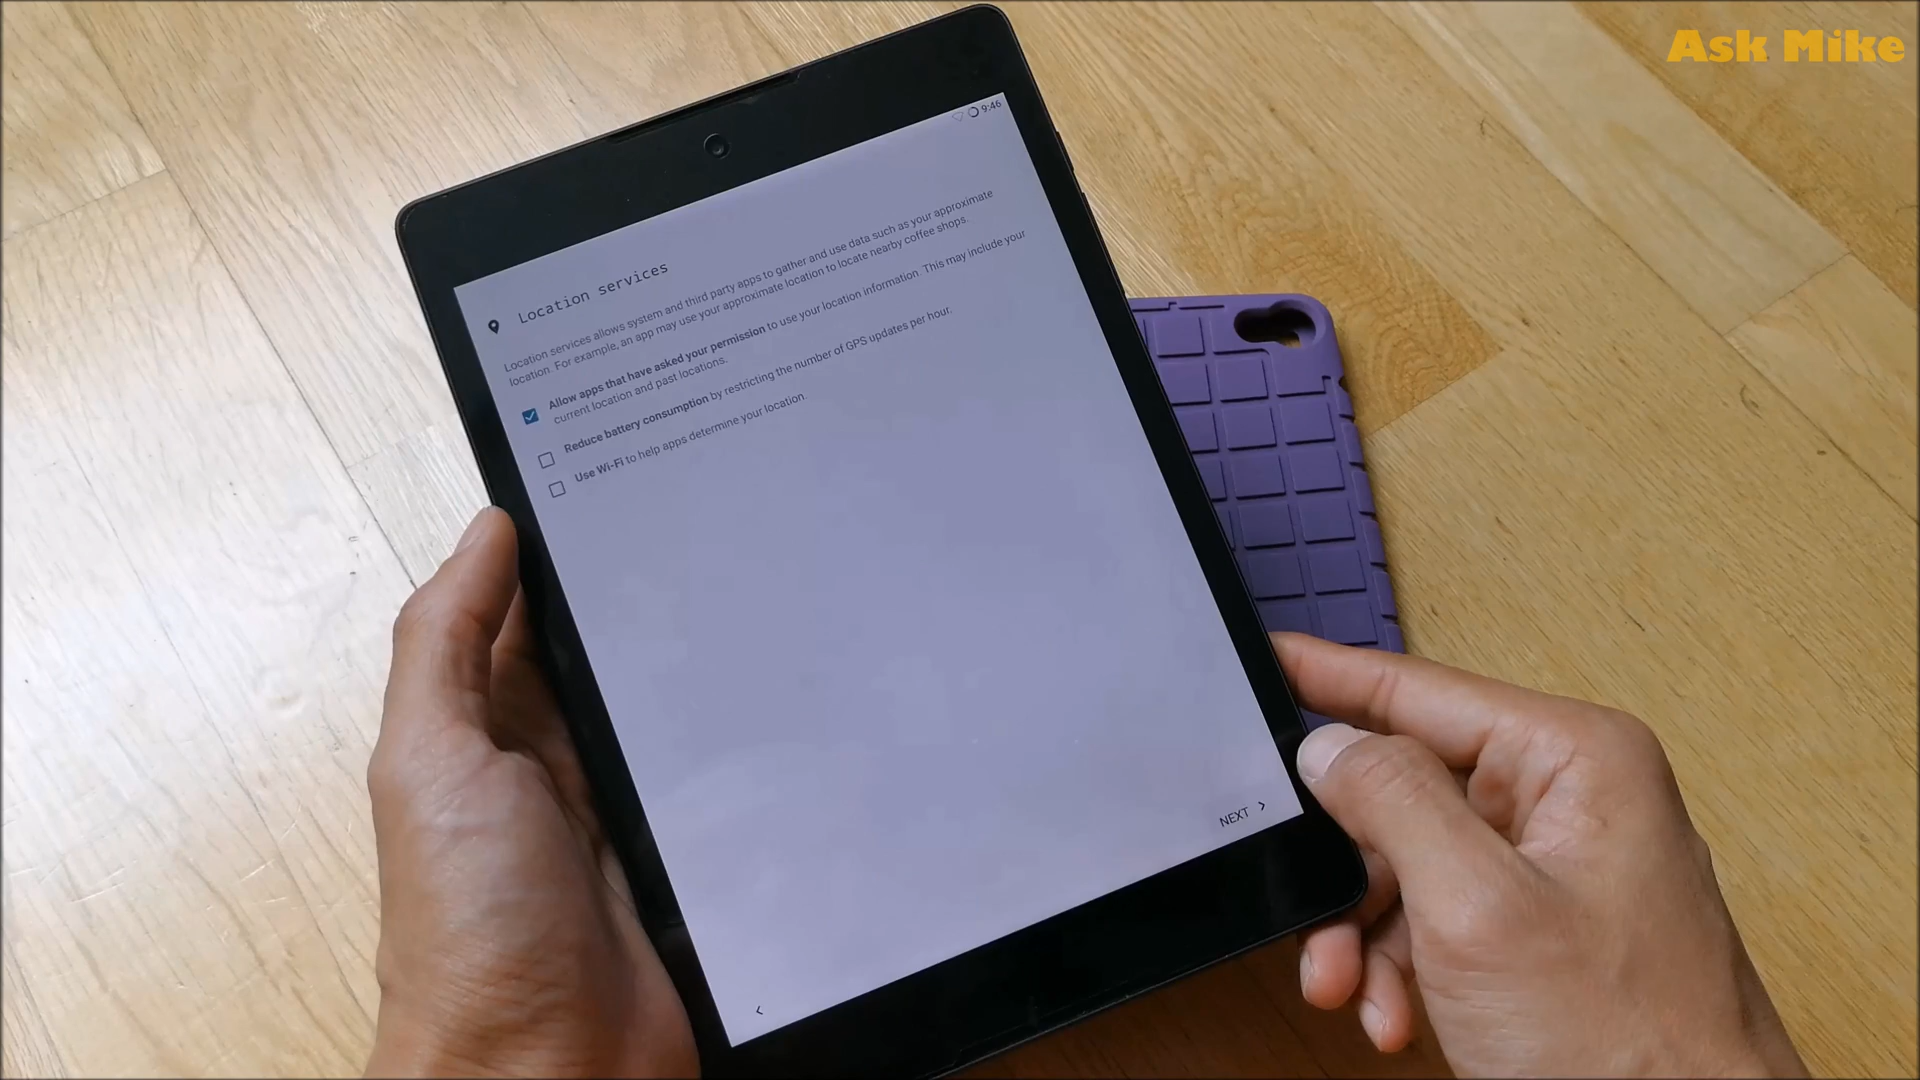 Ask Mike
9:46
Location services
Location services allows system and third party apps to gather and use data such as your approximate
location. For example, an app may use your approximate location to locate nearby coffee shops.
Allow apps that have asked your permission to use your location information. This may include your
current location and past locations.
Reduce battery consumption by restricting the number of GPS updates per hour.
Use Wi-Fi to help apps determine your location.
NEXT